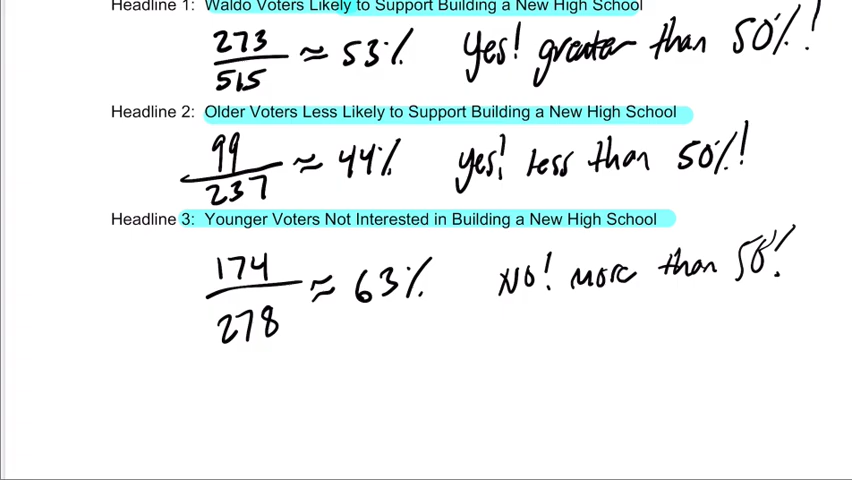 Headline 1: Waldo Voters Likely to Support Building a New High School
273
515 ≈ 53% Yes! greater than 50%!
Headline 2: Older Voters Less Likely to Support Building a New High School
99
237 ≈ 44% yes! Less than 50%!
Headline 3: Younger Voters Not Interested in Building a New High School
174
278 ≈ 63% No! more than 50%